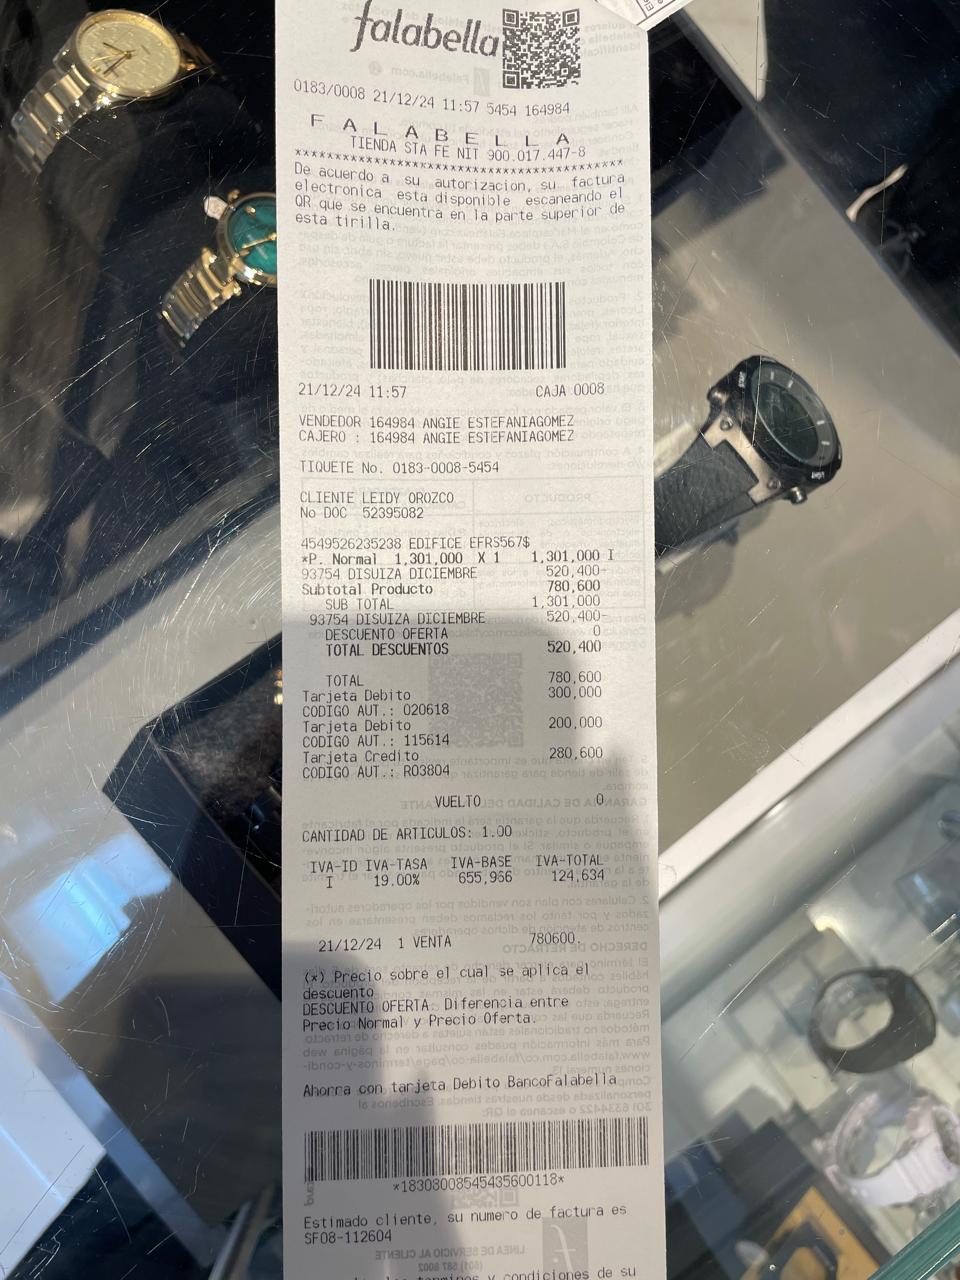 falabella
0183/0008 21/12/24 11:57 5454 164984
F A L A B E L L A
TIENDA STA FE NIT 900.017.447-8
****************************************************
De acuerdo a su autorizacion, su factura
electronica esta disponible escaneando el
QR que se encuentra en la parte superior de
esta tirilla.
21/12/24 11:57 CAJA 0008
VENDEDOR 164984 ANGIE ESTEFANIAGOMEZ
CAJERO : 164984 ANGIE ESTEFANIAGOMEZ
TIQUETE No. 0183-0008-5454
CLIENTE LEIDY OROZCO
No DOC 52395082
4549526235238 EDIFICE EFRS567$
*P. Normal 1,301,000 X 1 1,301,000 I
93754 DISUIZA DICIEMBRE 520,400-
Subtotal Producto 780,600
SUB TOTAL 1,301,000
93754 DISUIZA DICIEMBRE 520,400-
DESCUENTO OFERTA 0
TOTAL DESCUENTOS 520,400
TOTAL 780,600
Tarjeta Debito 300,000
CODIGO AUT.: 020618
Tarjeta Debito 200,000
CODIGO AUT.: 115614
Tarjeta Credito 280,600
CODIGO AUT.: R03804
VUELTO 0
CANTIDAD DE ARTICULOS: 1.00
IVA-ID IVA-TASA IVA-BASE IVA-TOTAL
I 19.00% 655,966 124,634
21/12/24 1 VENTA 780600
(*) Precio sobre el cual se aplica el
descuento
DESCUENTO OFERTA Diferencia entre
Precio Normal y Precio Oferta.
Ahorra con tarjeta Debito BancoFalabella
*18308008545435600118*
Estimado cliente, su numero de factura es
SF08-112604
terminos y condiciones de su